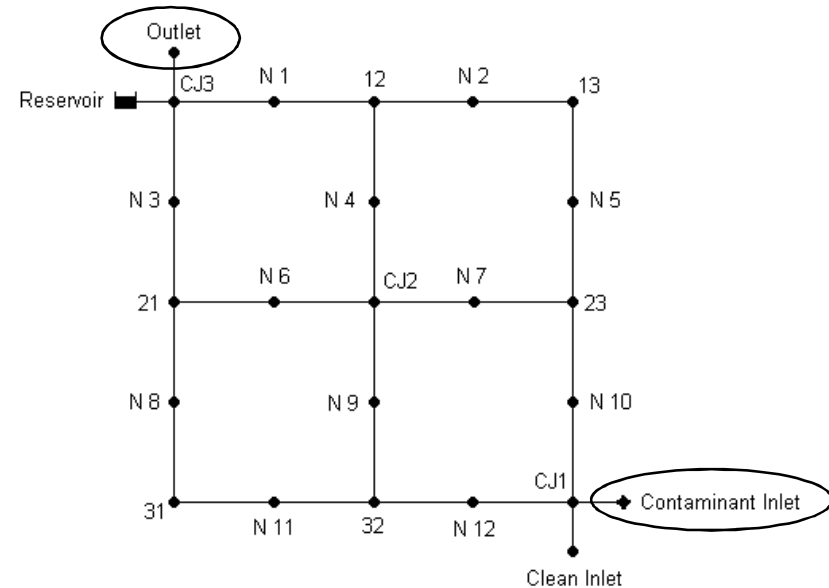 Outlet
Reservoir
CJ3
N 1
12
N 2
13
N 3
N 4
N 5
21
N 6
CJ2
N 7
23
N 8
N 9
N 10
31
N 11
32
N 12
CJ1
Contaminant Inlet
Clean Inlet